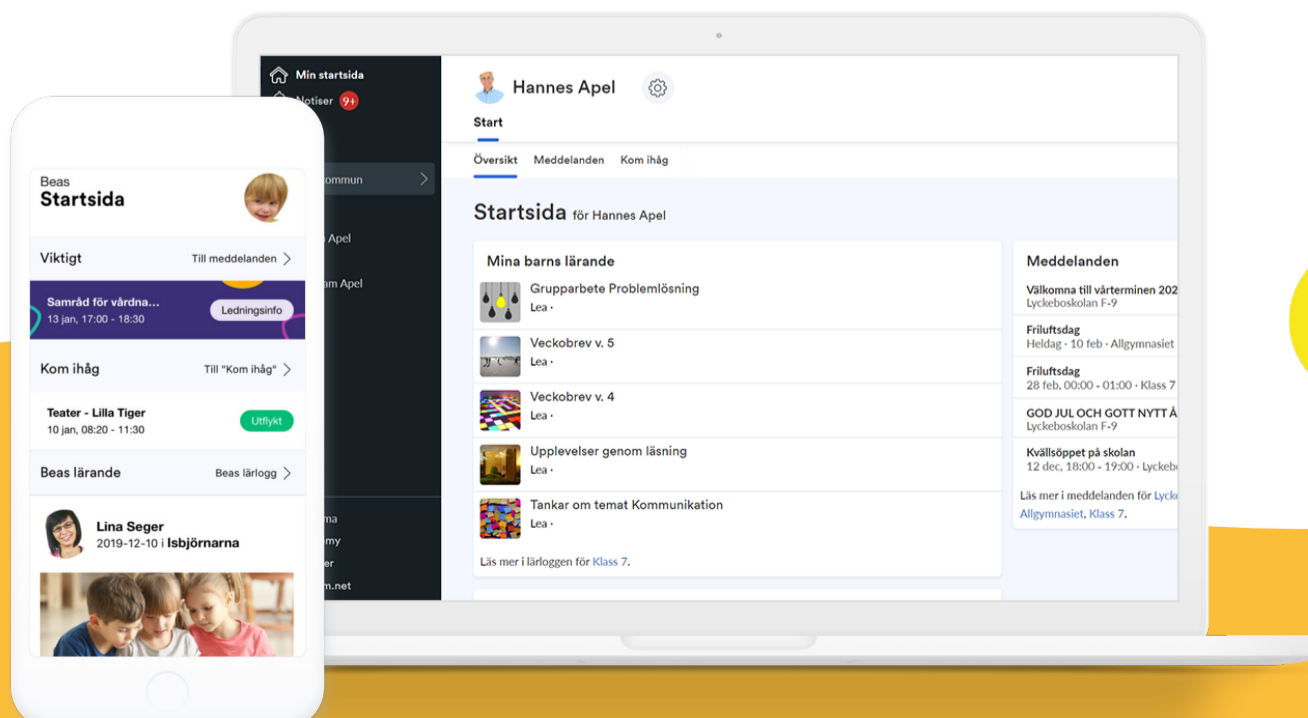 Beas
Startsida
Viktigt
Till meddelanden
Samråd för vårdna...
13 jan, 17:00 - 18:30
Ledningsinfo
Kom ihåg
Till "Kom ihåg"
Teater - Lilla Tiger
10 jan, 08:20 - 11:30
Utflykt
Beas lärande
Beas lärlogg
Lina Seger
2019-12-10 i Isbjörnarna
Min startsida
Notiser 9+
ommun
Apel
am Apel
ma
my
er
m.net
Hannes Apel
Start
Översikt Meddelanden Kom ihåg
Startsida för Hannes Apel
Mina barns lärande
Grupparbete Problemlösning
Lea ·
Veckobrev v. 5
Lea ·
Veckobrev v. 4
Lea ·
Upplevelser genom läsning
Lea ·
Tankar om temat Kommunikation
Lea ·
Läs mer i lärloggen för Klass 7.
Meddelanden
Välkomna till vårterminen 202
Lyckeboskolan F-9
Friluftsdag
Heldag · 10 feb · Allgymnasiet
Friluftsdag
28 feb, 00:00 - 01:00 · Klass 7
GOD JUL OCH GOTT NYTT Å
Lyckeboskolan F-9
Kvällsöppet på skolan
12 dec, 18:00 - 19:00 · Lyckeb
Läs mer i meddelanden för Lycke
Allgymnasiet, Klass 7.